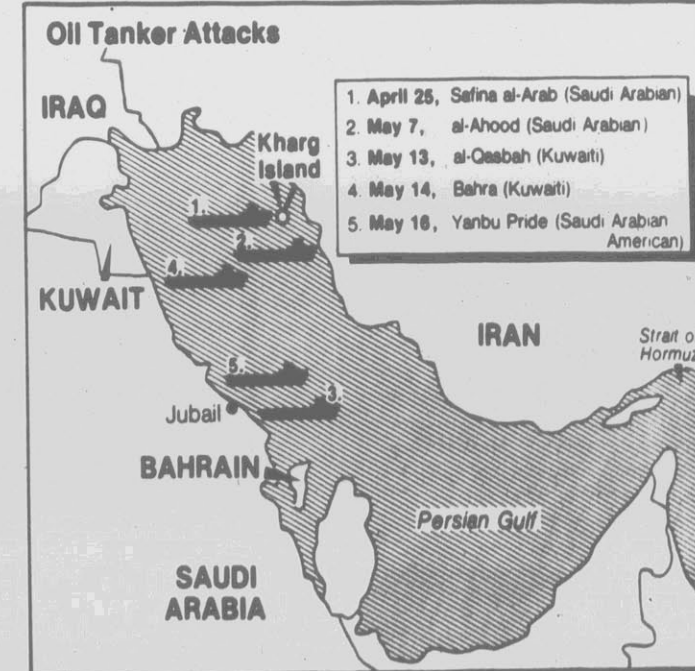 Oil Tanker Attacks
IRAQ
1. April 25, Safina al-Arab (Saudi Arabian)
2. May 7, al-Ahood (Saudi Arabian)
3. May 13, al-Qasbah (Kuwaiti)
4. May 14, Bahra (Kuwaiti)
5. May 16, Yanbu Pride (Saudi Arabian
American)
Kharg
Island
1.
2.
4.
KUWAIT
IRAN
Strait o
Hormuz
5.
3.
Jubail
BAHRAIN
Persian Gulf
SAUDI
ARABIA